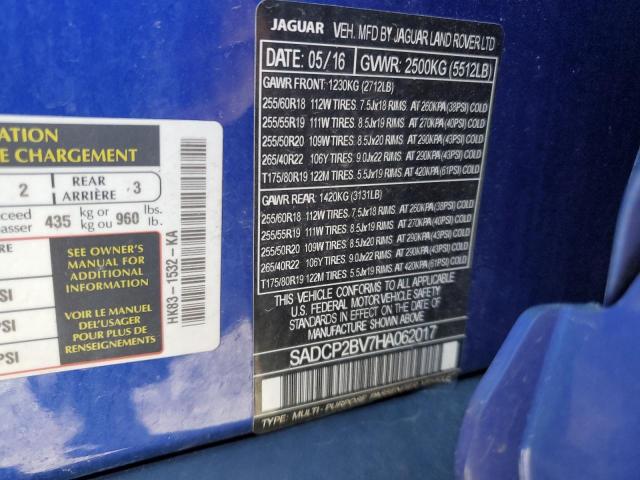 JAGUAR VEH. MFD BY JAGUAR LAND ROVER LTD
DATE: 05/16 GVWR: 2500KG (5512LB)
GAWR FRONT: 1230KG (2712LB)
255/60R18 112W TIRES. 7.5Jx18 RIMS. AT 260KPA (38PSI) COLD
255/55R19 111W TIRES. 8.5Jx19 RIMS. AT 270KPA (40PSI) COLD
255/50R20 109W TIRES. 8.5Jx20 RIMS. AT 290KPA (43PSI) COLD
265/40R22 106Y TIRES. 9.0Jx22 RIMS. AT 290KPA (43PSI) COLD
T175/80R19 122M TIRES. 5.5Jx19 RIMS. AT 420KPA (61PSI) COLD
GAWR REAR: 1420KG (3131LB)
255/60R18 112W TIRES. 7.5Jx18 RIMS. AT 260KPA (38PSI) COLD
255/55R19 111W TIRES. 8.5Jx19 RIMS. AT 270KPA (40PSI) COLD
255/50R20 109W TIRES. 8.5Jx20 RIMS. AT 290KPA (43PSI) COLD
265/40R22 106Y TIRES. 9.0Jx22 RIMS. AT 290KPA (43PSI) COLD
T175/80R19 122M TIRES. 5.5Jx19 RIMS. AT 420KPA (61PSI) COLD
THIS VEHICLE CONFORMS TO ALL APPLICABLE
U.S. FEDERAL MOTOR VEHICLE SAFETY STANDARDS
IN EFFECT ON THE DATE OF
MANUFACTURE SHOWN ABOVE.
SADCP2BV7HA062017
TYPE: MULTI-PURPOSE PASSENGER VEHICLE
ATION
E CHARGEMENT
2 REAR ARRIÈRE 3
xceed
asser 435 kg or kg ou 960 lbs. lb.
RE
SEE OWNER'S
MANUAL FOR
ADDITIONAL
INFORMATION
VOIR LE MANUEL
DE L'USAGER
POUR PLUS DE
RENSEIGNEMENTS
PSI
PSI
PSI
HK83-1532-KA